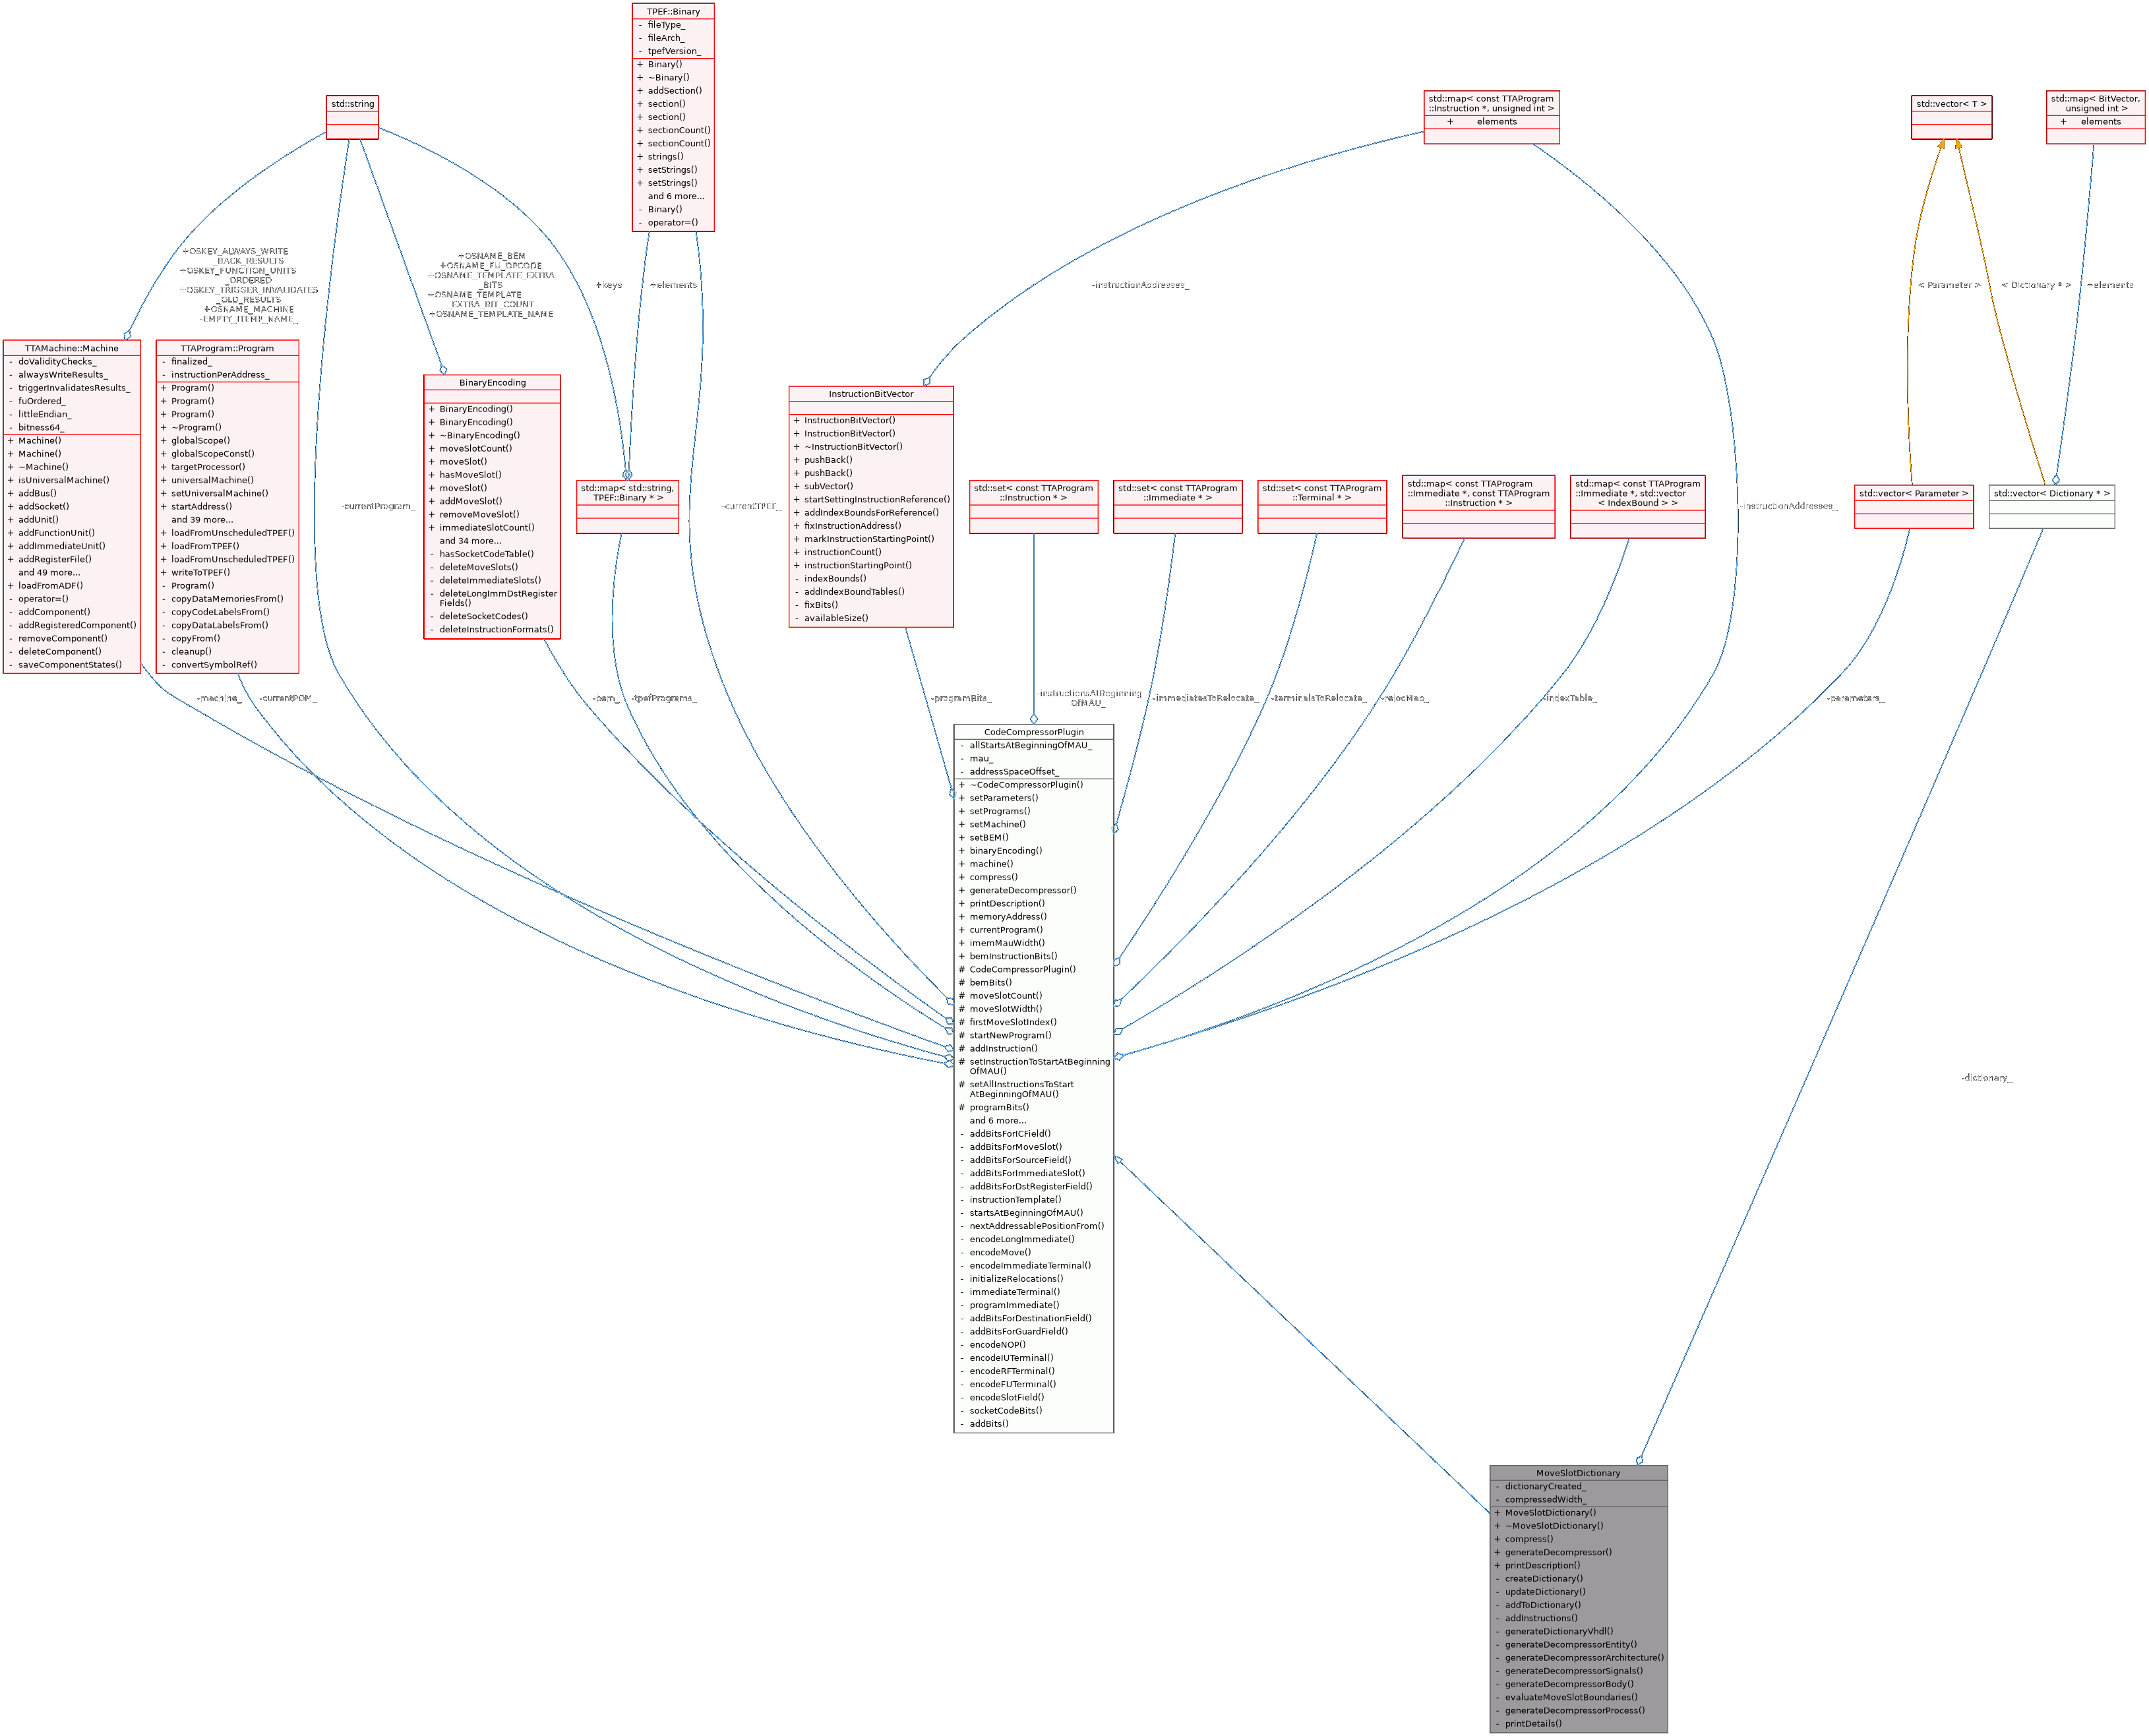 TPEF::Binary
- fileType_
- fileArch_
- tpefVersion_
+ Binary()
+ ~Binary()
+ addSection()
+ section()
+ section()
+ sectionCount()
+ sectionCount()
+ strings()
+ setStrings()
+ setStrings()
and 6 more...
- Binary()
- operator=()
std::string
std::map< const TTAProgram
::Instruction *, unsigned int >
+ elements
std::vector< T >
std::map< BitVector,
unsigned int >
+ elements
+OSKEY_ALWAYS_WRITE
_BACK_RESULTS
+OSKEY_FUNCTION_UNITS
_ORDERED
+OSKEY_TRIGGER_INVALIDATES
_OLD_RESULTS
+OSNAME_MACHINE
-EMPTY_ITEMP_NAME_
+OSNAME_BEM
+OSNAME_FU_OPCODE
+OSNAME_TEMPLATE_EXTRA
_BITS
+OSNAME_TEMPLATE
_EXTRA_BIT_COUNT
+OSNAME_TEMPLATE_NAME
+keys
+elements
-instructionAddresses_
< Parameter >
< Dictionary * >
+elements
TTAMachine::Machine
- doValidityChecks_
- alwaysWriteResults_
- triggerInvalidatesResults_
- fuOrdered_
- littleEndian_
- bitness64_
+ Machine()
+ Machine()
+ ~Machine()
+ isUniversalMachine()
+ addBus()
+ addSocket()
+ addUnit()
+ addFunctionUnit()
+ addImmediateUnit()
+ addRegisterFile()
and 49 more...
+ loadFromADF()
- operator=()
- addComponent()
- addRegisteredComponent()
- removeComponent()
- deleteComponent()
- saveComponentStates()
TTAProgram::Program
- finalized_
- instructionPerAddress_
+ Program()
+ Program()
+ Program()
+ ~Program()
+ globalScope()
+ globalScopeConst()
+ targetProcessor()
+ universalMachine()
+ setUniversalMachine()
+ startAddress()
and 39 more...
+ loadFromUnscheduledTPEF()
+ loadFromTPEF()
+ loadFromUnscheduledTPEF()
+ writeToTPEF()
- Program()
- copyDataMemoriesFrom()
- copyCodeLabelsFrom()
- copyDataLabelsFrom()
- copyFrom()
- cleanup()
- convertSymbolRef()
-currentProgram_
BinaryEncoding
+ BinaryEncoding()
+ BinaryEncoding()
+ ~BinaryEncoding()
+ moveSlotCount()
+ moveSlot()
+ hasMoveSlot()
+ moveSlot()
+ addMoveSlot()
+ removeMoveSlot()
+ immediateSlotCount()
and 34 more...
- hasSocketCodeTable()
- deleteMoveSlots()
- deleteImmediateSlots()
- deleteLongImmDstRegister
Fields()
- deleteSocketCodes()
- deleteInstructionFormats()
std::map< std::string,
TPEF::Binary * >
-currentTPEF_
InstructionBitVector
+ InstructionBitVector()
+ InstructionBitVector()
+ ~InstructionBitVector()
+ pushBack()
+ pushBack()
+ subVector()
+ startSettingInstructionReference()
+ addIndexBoundsForReference()
+ fixInstructionAddress()
+ markInstructionStartingPoint()
+ instructionCount()
+ instructionStartingPoint()
- indexBounds()
- addIndexBoundTables()
- fixBits()
- availableSize()
std::set< const TTAProgram
::Instruction * >
std::set< const TTAProgram
::Immediate * >
std::set< const TTAProgram
::Terminal * >
std::map< const TTAProgram
::Immediate *, const TTAProgram
::Instruction * >
std::map< const TTAProgram
::Immediate *, std::vector
< IndexBound > >
-instructionAddresses_
std::vector< Parameter >
std::vector< Dictionary * >
-machine_
-currentPOM_
-bem_
-tpefPrograms_
-programBits_
-instructionsAtBeginning
OfMAU_
-immediatesToRelocate_
-terminalsToRelocate_
-relocMap_
-indexTable_
-parameters_
CodeCompressorPlugin
- allStartsAtBeginningOfMAU_
- mau_
- addressSpaceOffset_
+ ~CodeCompressorPlugin()
+ setParameters()
+ setPrograms()
+ setMachine()
+ setBEM()
+ binaryEncoding()
+ machine()
+ compress()
+ generateDecompressor()
+ printDescription()
+ memoryAddress()
+ currentProgram()
+ imemMauWidth()
+ bemInstructionBits()
# CodeCompressorPlugin()
# bemBits()
# moveSlotCount()
# moveSlotWidth()
# firstMoveSlotIndex()
# startNewProgram()
# addInstruction()
# setInstructionToStartAtBeginning
OfMAU()
# setAllInstructionsToStart
AtBeginningOfMAU()
# programBits()
and 6 more...
- addBitsForICField()
- addBitsForMoveSlot()
- addBitsForSourceField()
- addBitsForImmediateSlot()
- addBitsForDstRegisterField()
- instructionTemplate()
- startsAtBeginningOfMAU()
- nextAddressablePositionFrom()
- encodeLongImmediate()
- encodeMove()
- encodeImmediateTerminal()
- initializeRelocations()
- immediateTerminal()
- programImmediate()
- addBitsForDestinationField()
- addBitsForGuardField()
- encodeNOP()
- encodeIUTerminal()
- encodeRFTerminal()
- encodeFUTerminal()
- encodeSlotField()
- socketCodeBits()
- addBits()
-dictionary_
MoveSlotDictionary
- dictionaryCreated_
- compressedWidth_
+ MoveSlotDictionary()
+ ~MoveSlotDictionary()
+ compress()
+ generateDecompressor()
+ printDescription()
- createDictionary()
- updateDictionary()
- addToDictionary()
- addInstructions()
- generateDictionaryVhdl()
- generateDecompressorEntity()
- generateDecompressorArchitecture()
- generateDecompressorSignals()
- generateDecompressorBody()
- evaluateMoveSlotBoundaries()
- generateDecompressorProcess()
- printDetails()